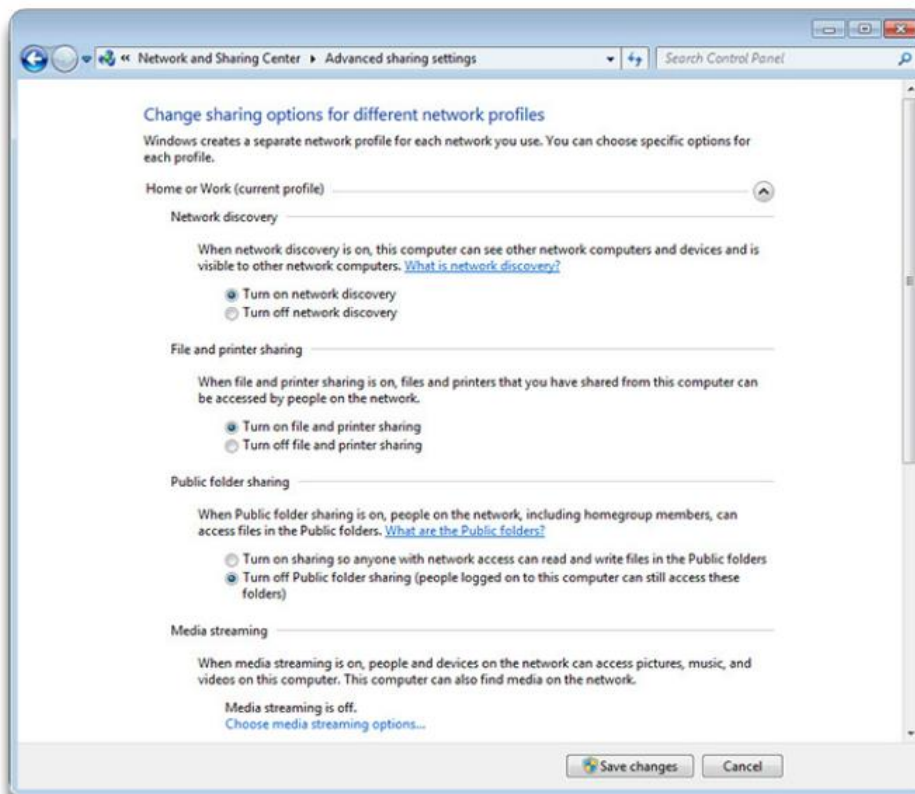 « Network and Sharing Center ▸ Advanced sharing settings
Search Control Panel
Change sharing options for different network profiles
Windows creates a separate network profile for each network you use. You can choose specific options for
each profile.
Home or Work (current profile)
Network discovery
When network discovery is on, this computer can see other network computers and devices and is
visible to other network computers. What is network discovery?
Turn on network discovery
Turn off network discovery
File and printer sharing
When file and printer sharing is on, files and printers that you have shared from this computer can
be accessed by people on the network.
Turn on file and printer sharing
Turn off file and printer sharing
Public folder sharing
When Public folder sharing is on, people on the network, including homegroup members, can
access files in the Public folders. What are the Public folders?
Turn on sharing so anyone with network access can read and write files in the Public folders
Turn off Public folder sharing (people logged on to this computer can still access these
folders)
Media streaming
When media streaming is on, people and devices on the network can access pictures, music, and
videos on this computer. This computer can also find media on the network.
Media streaming is off.
Choose media streaming options...
Save changes
Cancel